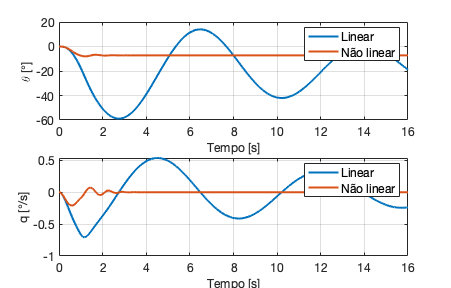 20
0
-20
-40
-60
θ [°]
Linear
Não linear
0 2 4 6 8 10 12 14 16
Tempo [s]
0.5
0
-0.5
-1
q [°/s]
Linear
Não linear
0 2 4 6 8 10 12 14 16
Tempo [s]